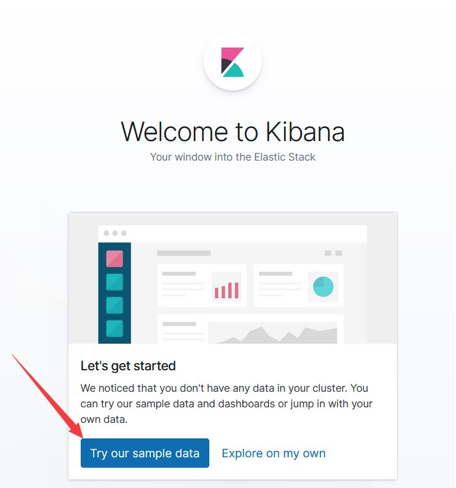 Welcome to Kibana
Your window into the Elastic Stack
Let's get started
We noticed that you don't have any data in your cluster. You
can try our sample data and dashboards or jump in with your
own data.
Try our sample data
Explore on my own